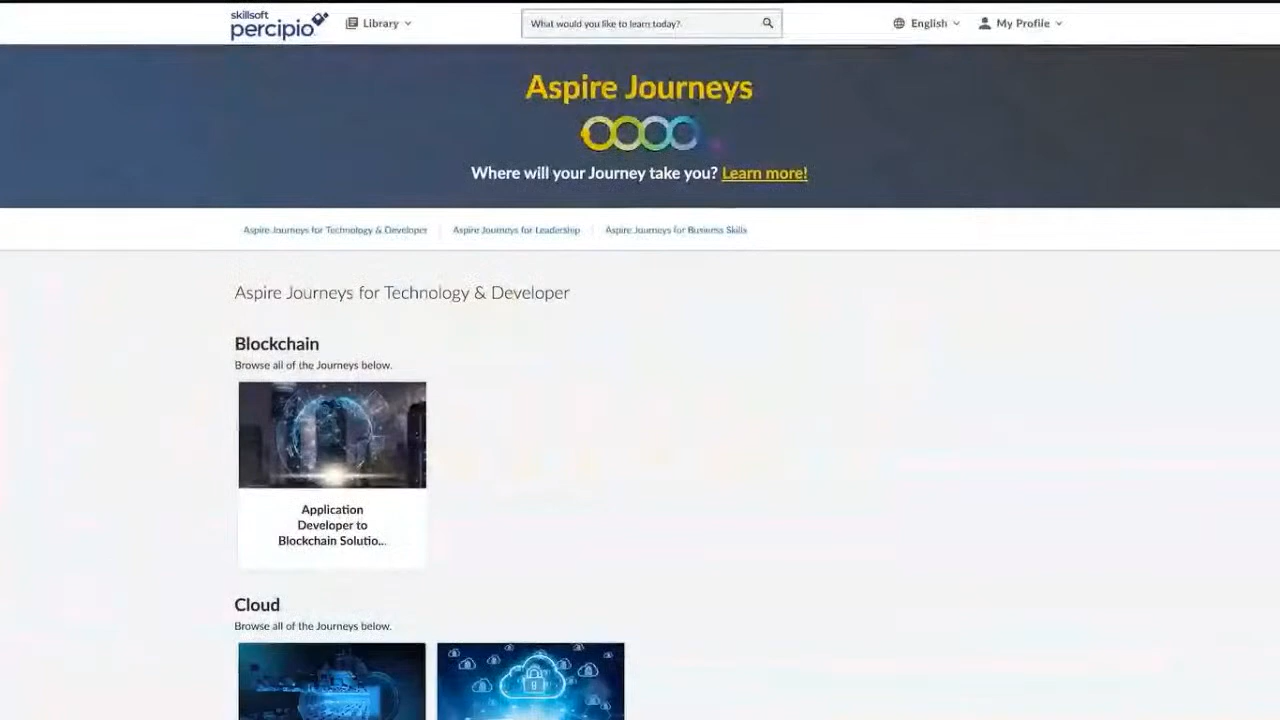 skillsoft
percipio
Library
What would you like to learn today?
English
My Profile
Aspire Journeys
Where will your Journey take you? Learn more!
Aspire Journeys for Technology & Developer
Aspire Journeys for Leadership
Aspire Journeys for Business Skills
Aspire Journeys for Technology & Developer
Blockchain
Browse all of the Journeys below.
Application
Developer to
Blockchain Solutio...
Cloud
Browse all of the Journeys below.